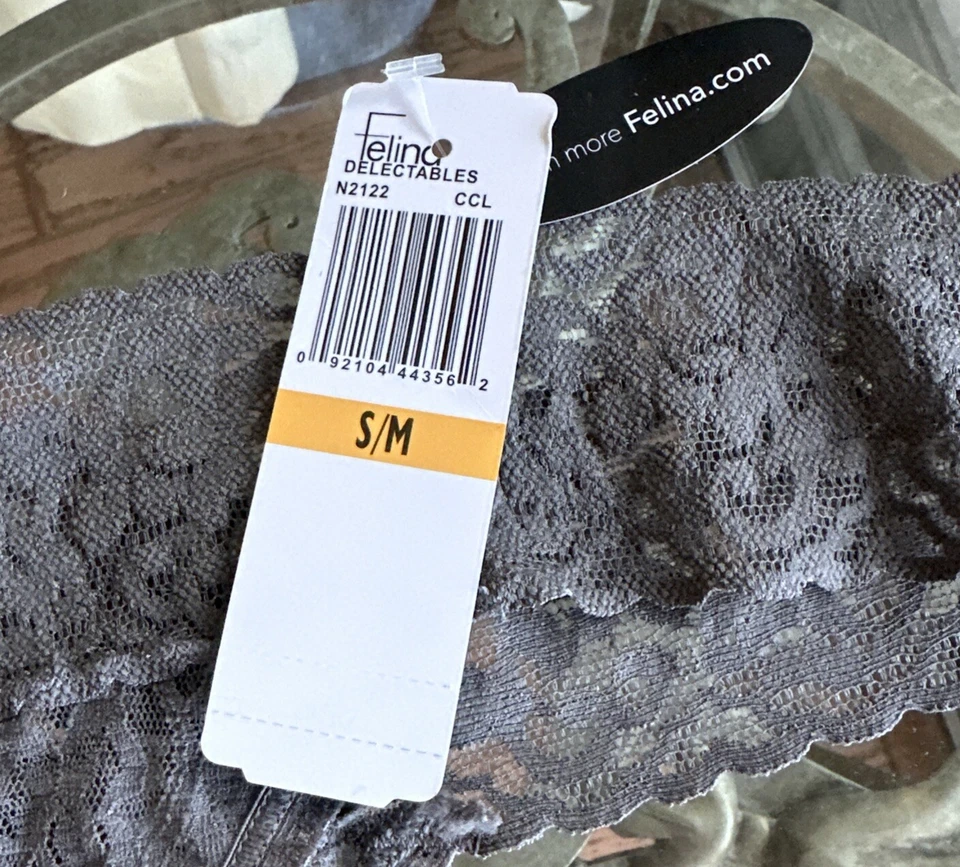 more Felina.com
Felina
DELECTABLES
N2122 CCL
0 92104 44356 2
S/M